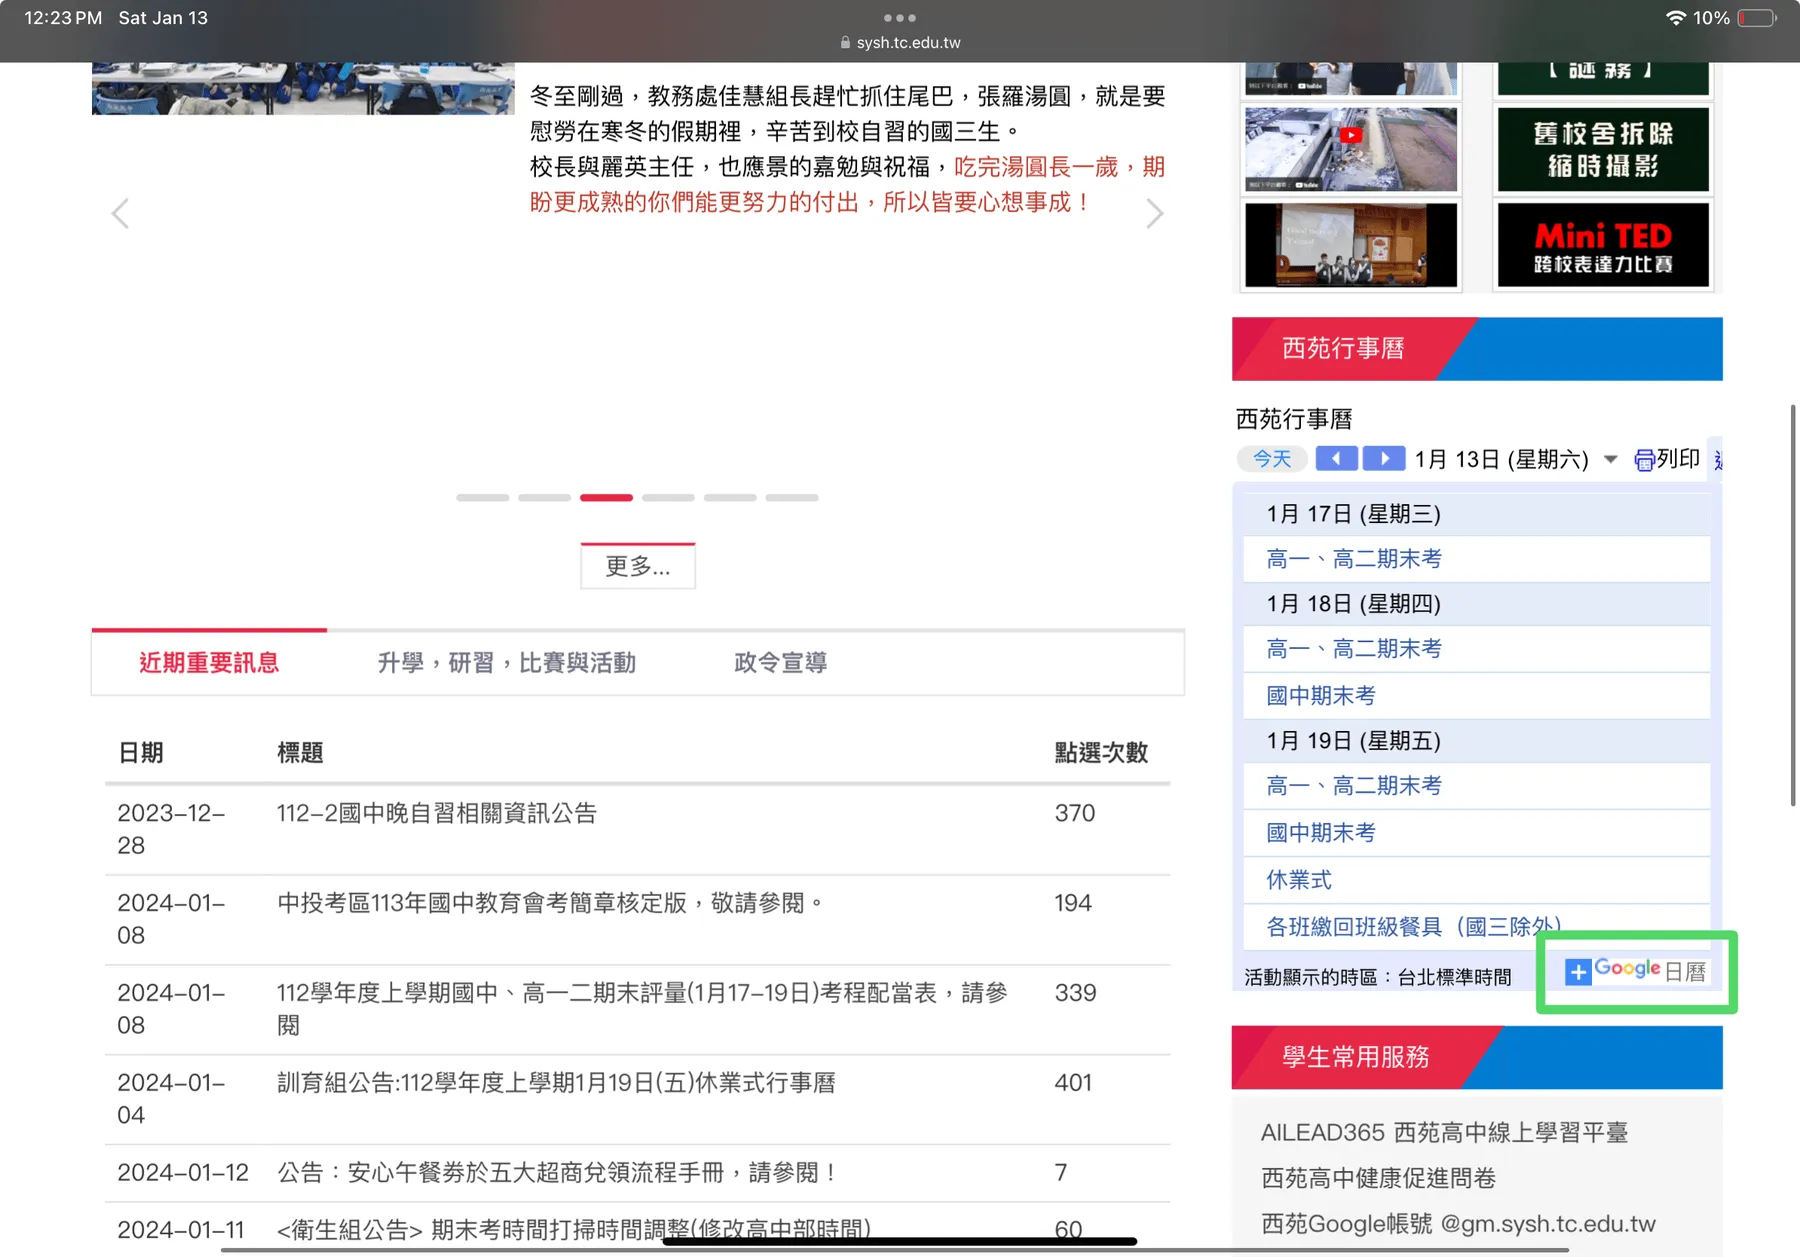 12:23 PM Sat Jan 13
sysh.tc.edu.tw
10%
冬至剛過，教務處佳慧組長趕忙抓住尾巴，張羅湯圓，就是要
慰勞在寒冬的假期裡，辛苦到校自習的國三生。
校長與麗英主任，也應景的嘉勉與祝福，吃完湯圓長一歲，期
盼更成熟的你們能更努力的付出，所以皆要心想事成！
更多...
近期重要訊息
升學，研習，比賽與活動
政令宣導
日期 標題 點選次數
2023-12-28 112-2國中晚自習相關資訊公告 370
2024-01-08 中投考區113年國中教育會考簡章核定版，敬請參閱。 194
2024-01-08 112學年度上學期國中、高一二期末評量(1月17-19日)考程配當表，請參
閱 339
2024-01-04 訓育組公告:112學年度上學期1月19日(五)休業式行事曆 401
2024-01-12 公告：安心午餐券於五大超商兌領流程手冊，請參閱！ 7
2024-01-11 <衛生組公告> 期末考時間打掃時間調整(修改高中部時間) 60
【謎霧】
YouTube
舊校舍拆除
縮時攝影
YouTube
Mini TED
跨校表達力比賽
西苑行事曆
西苑行事曆
今天 1月 13日 (星期六) 列印
1月 17日 (星期三)
高一、高二期末考
1月 18日 (星期四)
高一、高二期末考
國中期末考
1月 19日 (星期五)
高一、高二期末考
國中期末考
休業式
各班繳回班級餐具（國三除外）
活動顯示的時區：台北標準時間
Google日曆
學生常用服務
AILEAD365 西苑高中線上學習平臺
西苑高中健康促進問卷
西苑Google帳號 @gm.sysh.tc.edu.tw